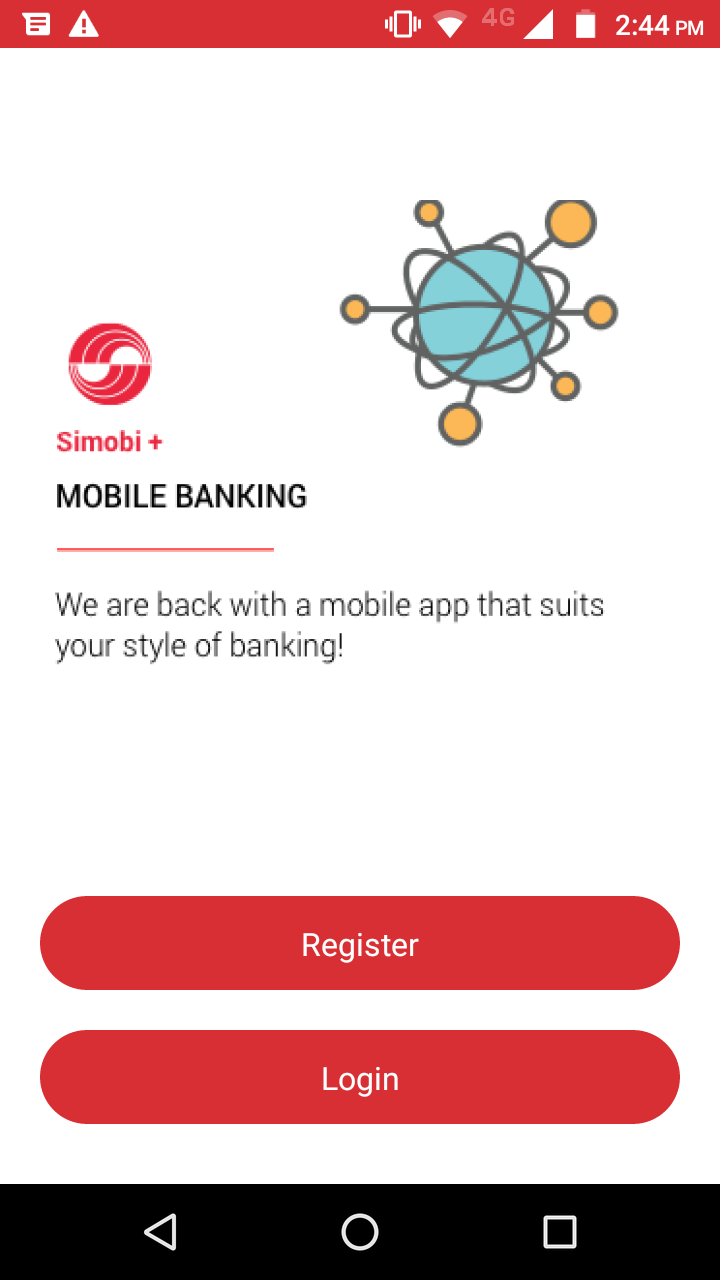 4G 2:44 PM
Simobi +
MOBILE BANKING
We are back with a mobile app that suits
your style of banking!
Register
Login